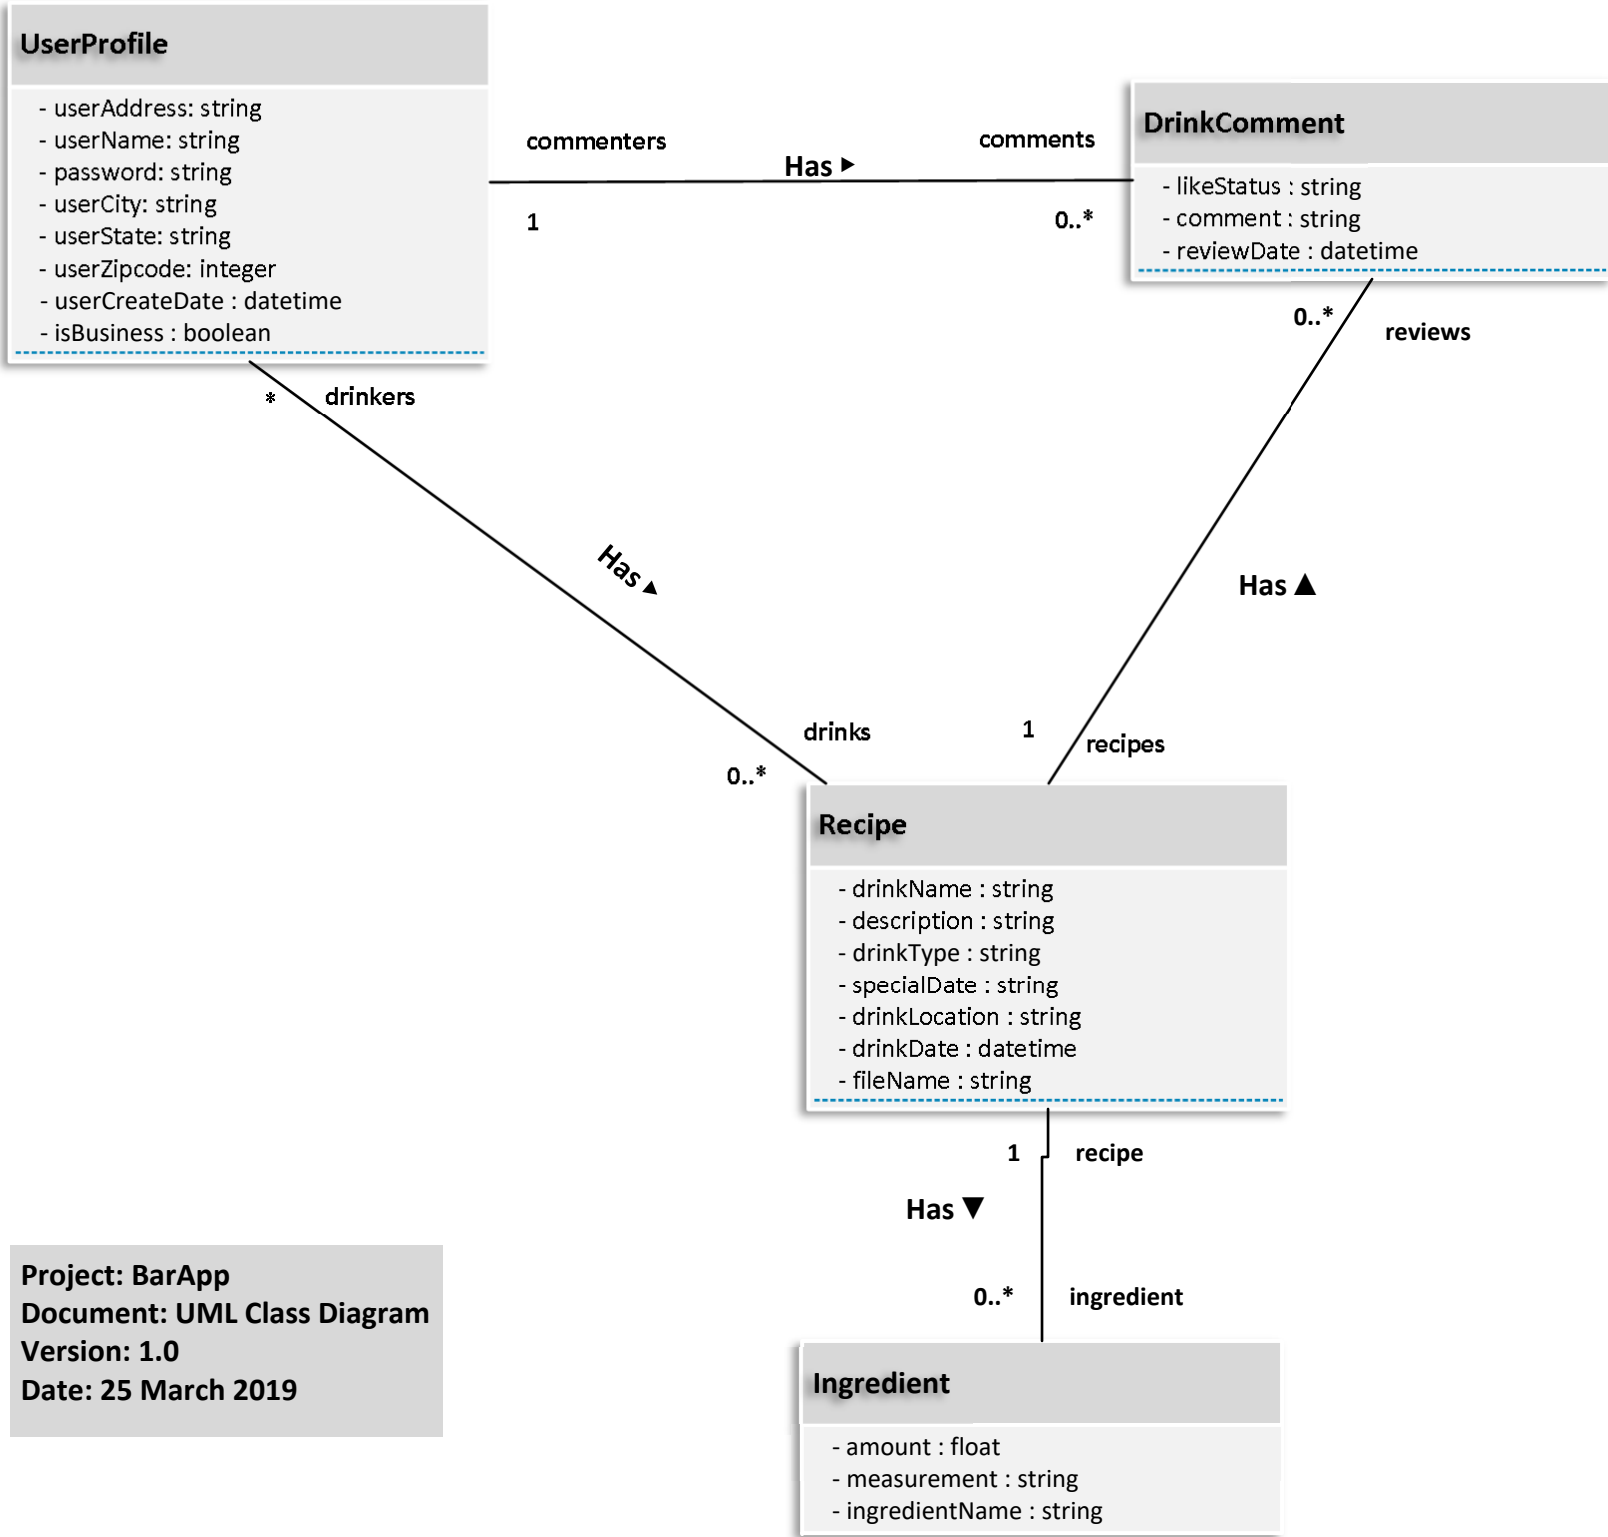 UserProfile
- userAddress: string
- userName: string
- password: string
- userCity: string
- userState: string
- userZipcode: integer
- userCreateDate : datetime
- isBusiness : boolean
commenters
Has ►
comments
1
0..*
DrinkComment
- likeStatus : string
- comment : string
- reviewDate : datetime
0..*
reviews
*
drinkers
Has ▲
Has ▲
drinks
0..*
1
recipes
Recipe
- drinkName : string
- description : string
- drinkType : string
- specialDate : string
- drinkLocation : string
- drinkDate : datetime
- fileName : string
1
recipe
Has ▼
0..*
ingredient
Ingredient
- amount : float
- measurement : string
- ingredientName : string
Project: BarApp
Document: UML Class Diagram
Version: 1.0
Date: 25 March 2019